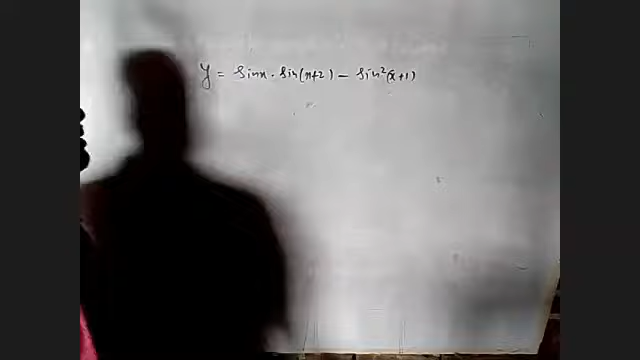 y = sinx · sin(x+2) − sin²(x+1)